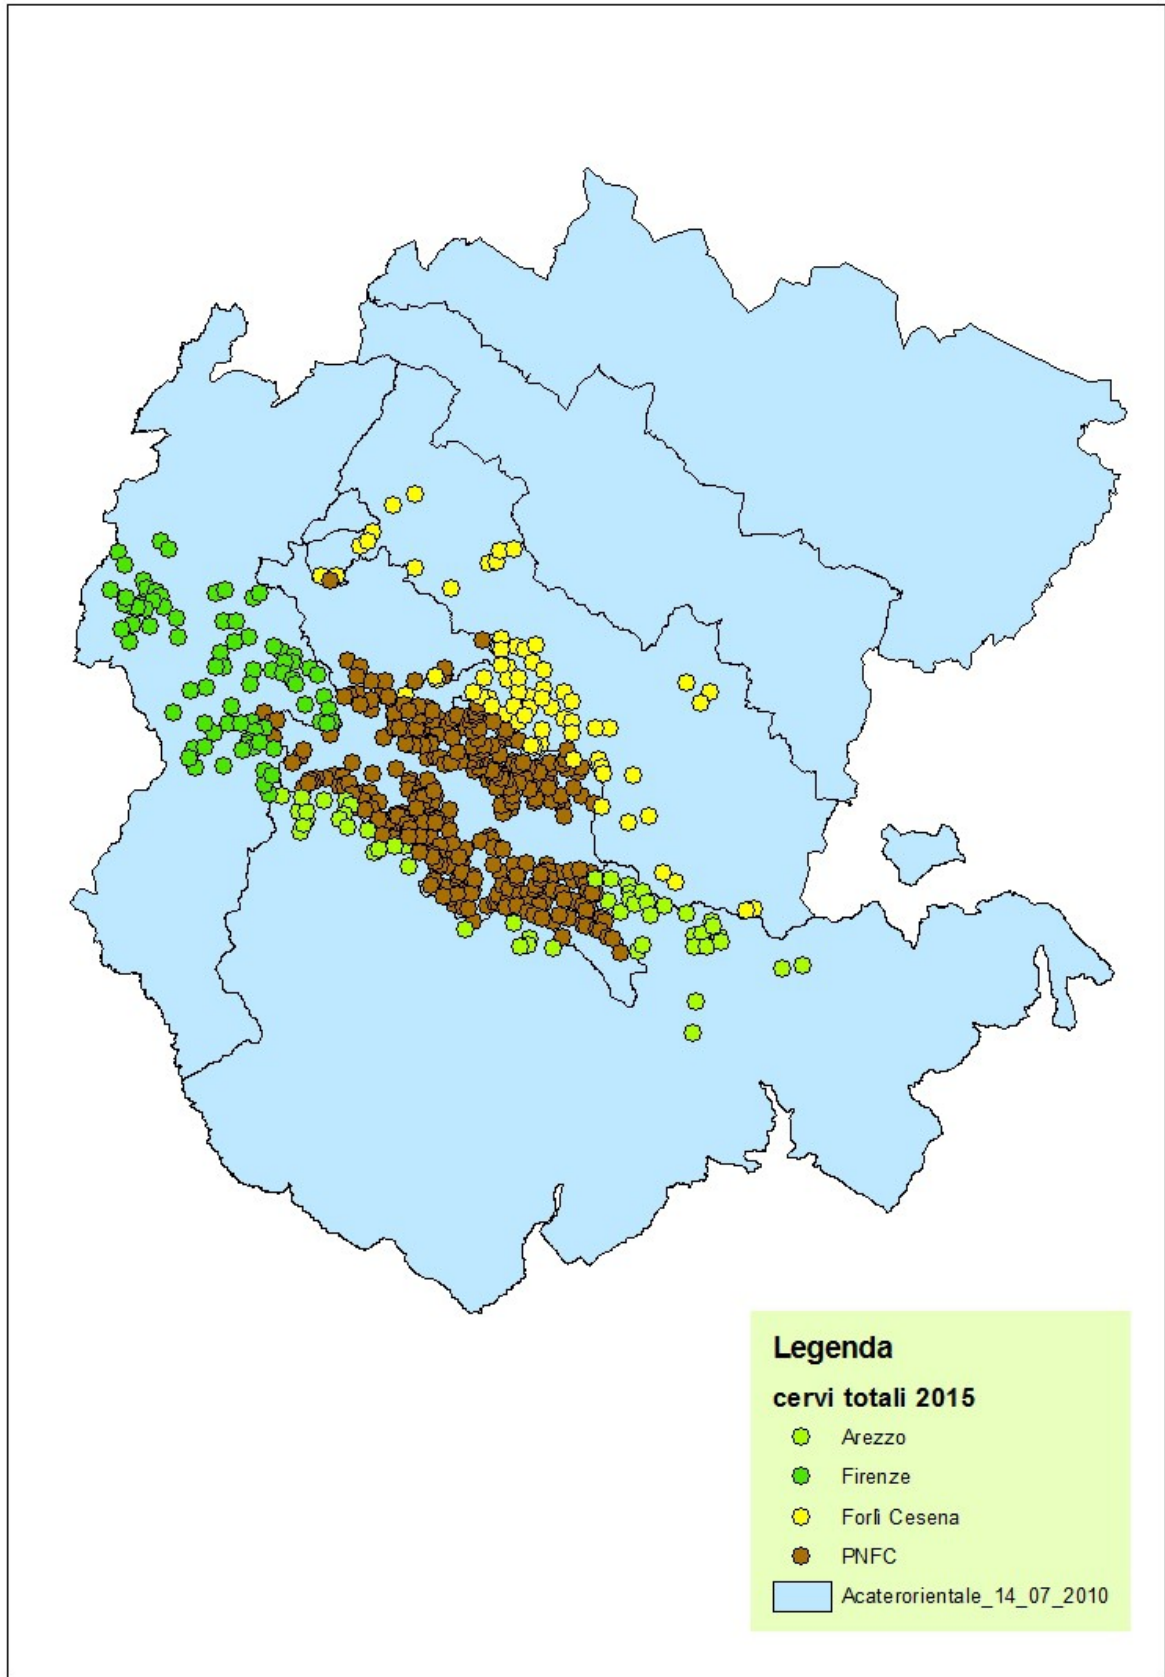 Legenda
cervi totali 2015
Arezzo
Firenze
Forlì Cesena
PNFC
Acaterorientale_14_07_2010